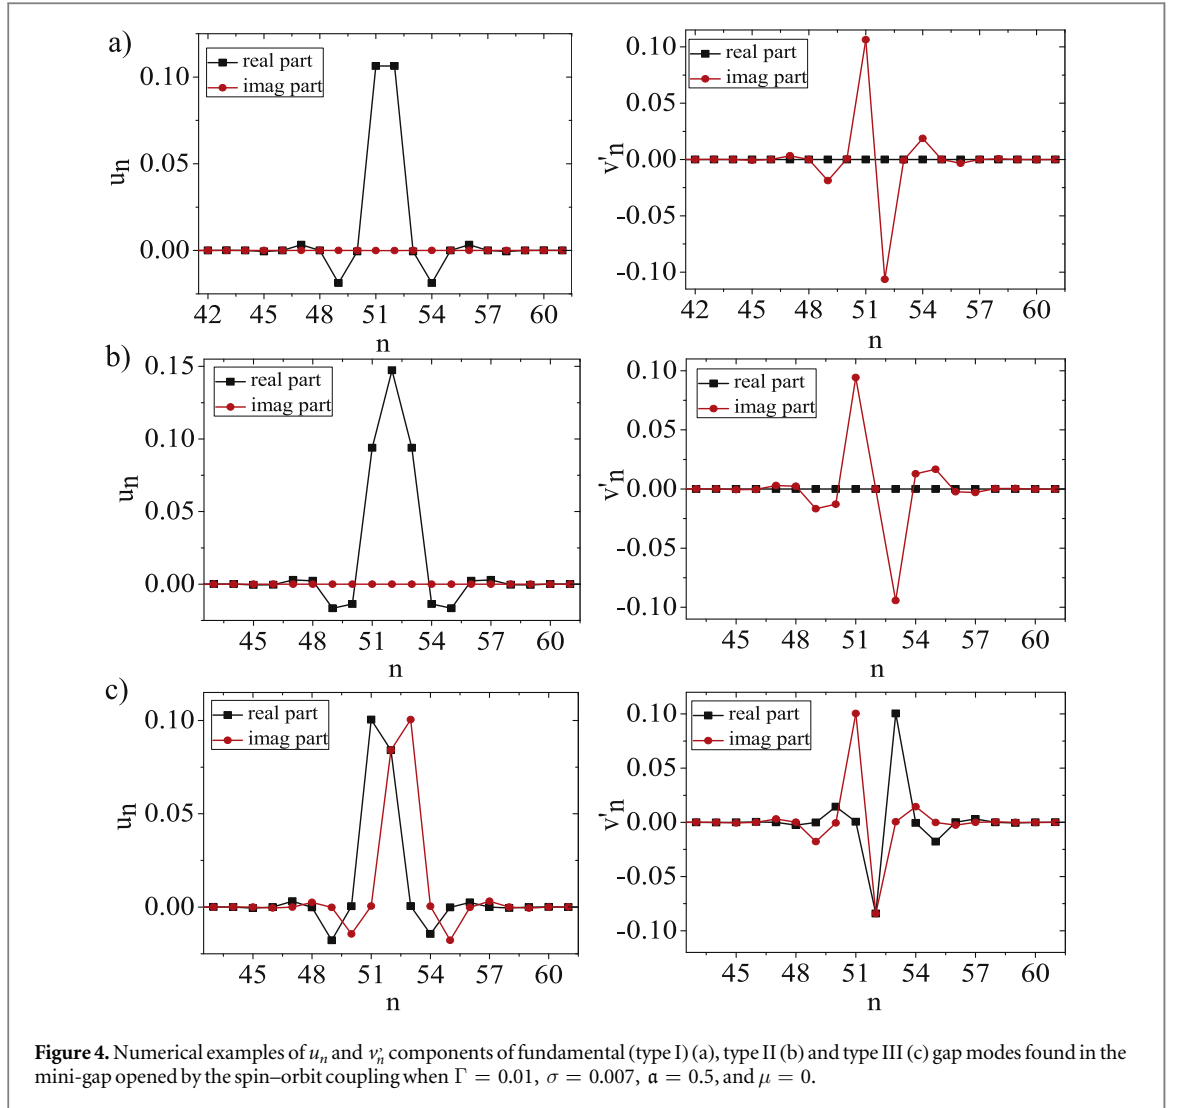 a)
real part
imag part
0.10
0.05
0.00
u_n
42 45 48 51 54 57 60
n
real part
imag part
0.10
0.05
0.00
-0.05
-0.10
v'_n
42 45 48 51 54 57 60
n
b)
real part
imag part
0.15
0.10
0.05
0.00
u_n
45 48 51 54 57 60
n
real part
imag part
0.10
0.05
0.00
-0.05
-0.10
v'n
45 48 51 54 57 60
n
c)
real part
imag part
0.10
0.05
0.00
u_n
45 48 51 54 57 60
n
real part
imag part
0.10
0.05
0.00
-0.05
-0.10
v'n
45 48 51 54 57 60
n
Figure 4. Numerical examples of u_n and v'_n components of fundamental (type I) (a), type II (b) and type III (c) gap modes found in the
mini-gap opened by the spin–orbit coupling when Γ = 0.01, σ = 0.007, α = 0.5, and μ = 0.